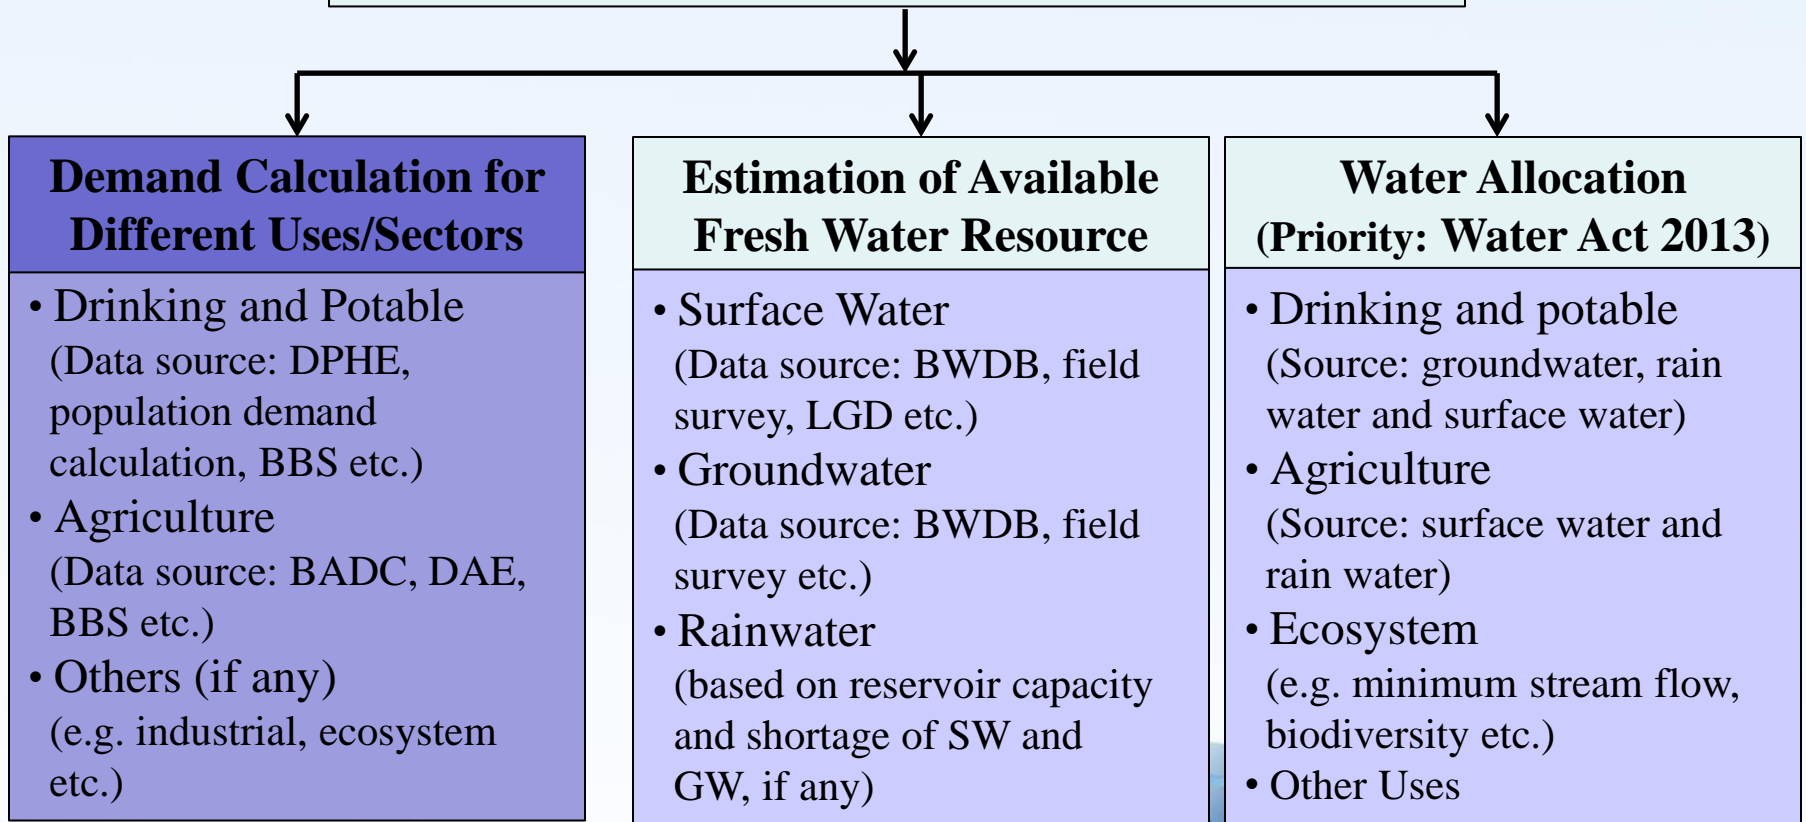 Demand Calculation for
Different Uses/Sectors
• Drinking and Potable
(Data source: DPHE,
population demand
calculation, BBS etc.)
• Agriculture
(Data source: BADC, DAE,
BBS etc.)
• Others (if any)
(e.g. industrial, ecosystem
etc.)
Estimation of Available
Fresh Water Resource
• Surface Water
(Data source: BWDB, field
survey, LGD etc.)
• Groundwater
(Data source: BWDB, field
survey etc.)
• Rainwater
(based on reservoir capacity
and shortage of SW and
GW, if any)
Water Allocation
(Priority: Water Act 2013)
• Drinking and potable
(Source: groundwater, rain
water and surface water)
• Agriculture
(Source: surface water and
rain water)
• Ecosystem
(e.g. minimum stream flow,
biodiversity etc.)
• Other Uses